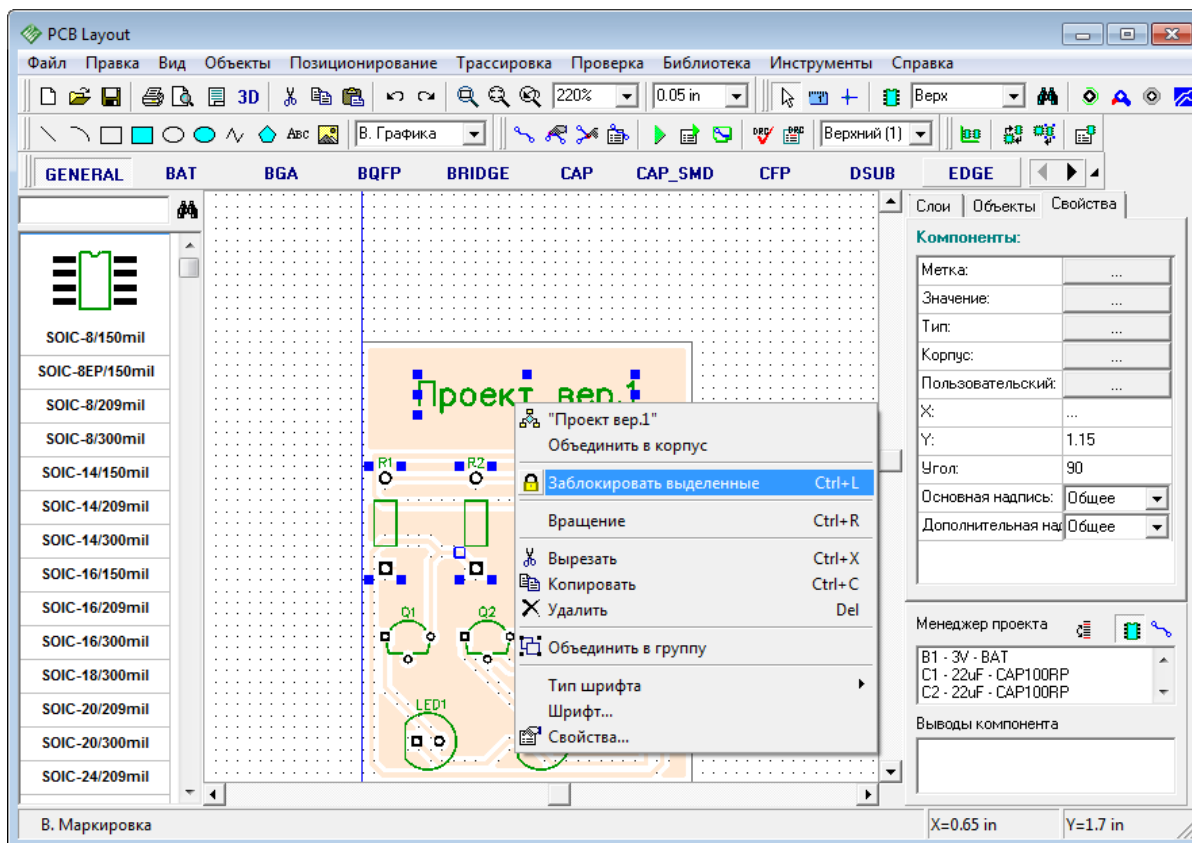 PCB Layout
Файл Правка Вид Объекты Позиционирование Трассировка Проверка Библиотека Инструменты Справка
3D 220% 0.05 in Верх
Abc В. Графика DRC DRC Верхний (1)
GENERAL BAT BGA BQFP BRIDGE CAP CAP_SMD CFP DSUB EDGE
SOIC-8/150mil
SOIC-8EP/150mil
SOIC-8/209mil
SOIC-8/300mil
SOIC-14/150mil
SOIC-14/209mil
SOIC-14/300mil
SOIC-16/150mil
SOIC-16/209mil
SOIC-16/300mil
SOIC-18/300mil
SOIC-20/209mil
SOIC-20/300mil
SOIC-24/209mil
Проект вер.1
R1 R2
Q1 Q2
LED1
"Проект вер.1"
Объединить в корпус
Заблокировать выделенные Ctrl+L
Вращение Ctrl+R
Вырезать Ctrl+X
Копировать Ctrl+C
Удалить Del
Объединить в группу
Тип шрифта
Шрифт...
Свойства...
Слои Объекты Свойства
Компоненты:
Метка: ...
Значение: ...
Тип: ...
Корпус: ...
Пользовательский: ...
X: ...
Y: 1.15
Угол: 90
Основная надпись: Общее
Дополнительная над Общее
Менеджер проекта
B1 - 3V - BAT
C1 - 22uF - CAP100RP
C2 - 22uF - CAP100RP
Выводы компонента
В. Маркировка X=0.65 in Y=1.7 in